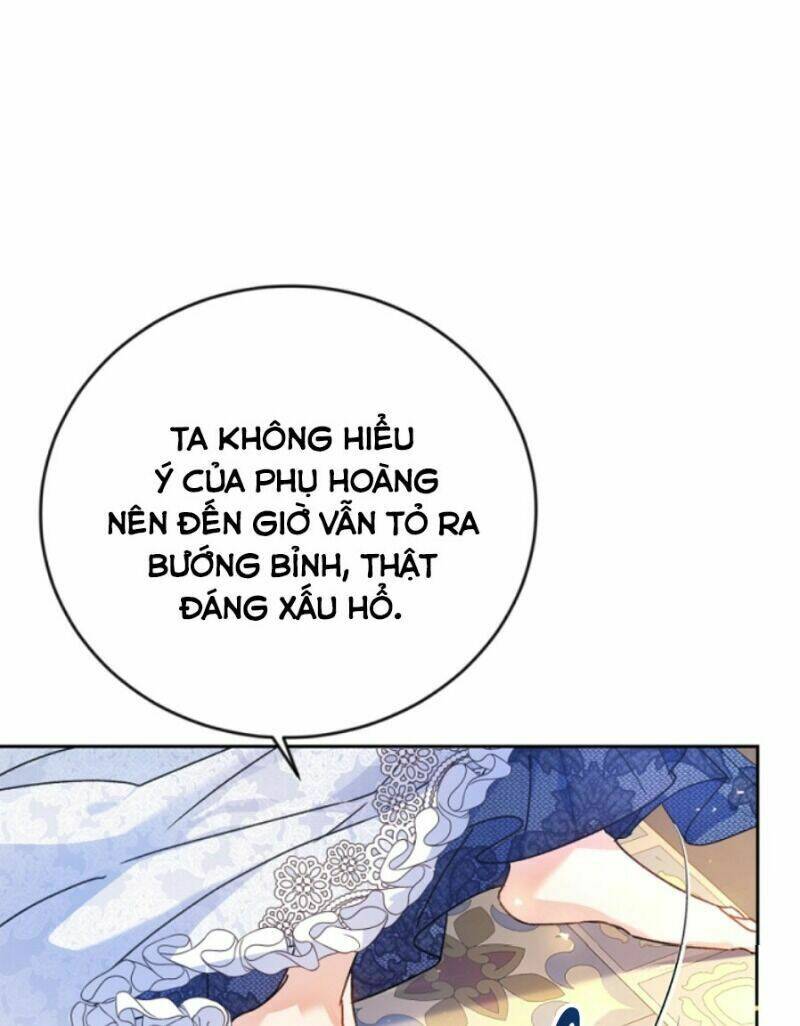 TA KHÔNG HIỂU
Ý CỦA PHỤ HOÀNG
NÊN ĐẾN GIỜ VẪN TỎ RA
BƯỚNG BỈNH, THẬT
ĐÁNG XẤU HỔ.